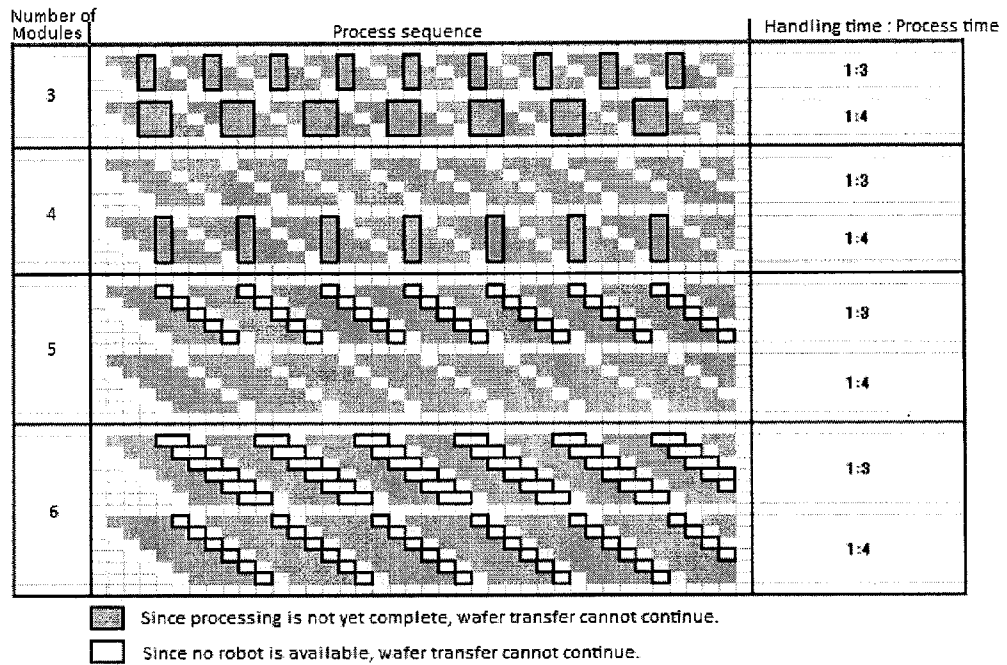 Number of
Modules
Process sequence
Handling time : Process time
3
1:3
1:4
4
1:3
1:4
5
1:3
1:4
6
1:3
1:4
Since processing is not yet complete, wafer transfer cannot continue.
Since no robot is available, wafer transfer cannot continue.